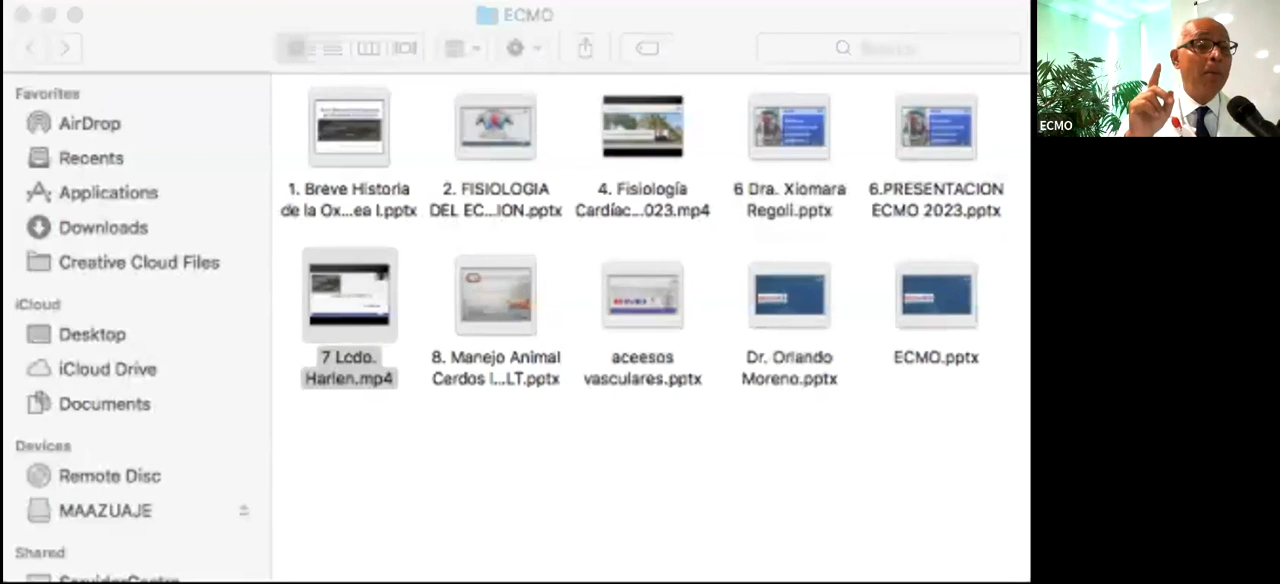 ECMO
Favorites
AirDrop
Recents
Applications
Downloads
Creative Cloud Files
iCloud
Desktop
iCloud Drive
Documents
Devices
Remote Disc
MAAZUAJE
Shared
1. Breve Historia
de la Ox...ea I.pptx
2. FISIOLOGIA
DEL EC...ION.pptx
4. Fisiología
Cardíac...023.mp4
6 Dra. Xiomara
Regoli.pptx
6.PRESENTACION
ECMO 2023.pptx
7 Lcdo.
Harlen.mp4
8. Manejo Animal
Cerdos I...LT.pptx
aceesos
vasculares.pptx
Dr. Orlando
Moreno.pptx
ECMO.pptx
ECMO